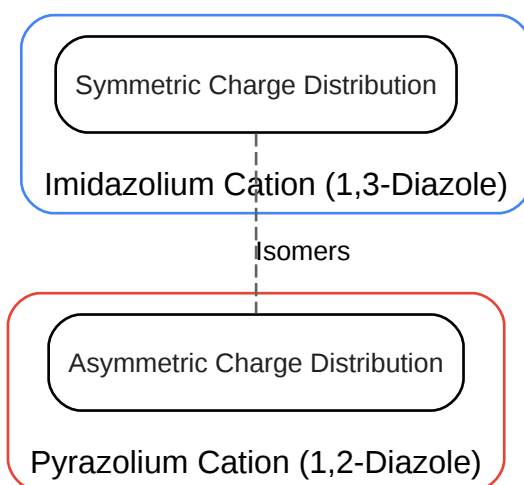 Symmetric Charge Distribution
Imidazolium Cation (1,3-Diazole)
Isomers
Asymmetric Charge Distribution
Pyrazolium Cation (1,2-Diazole)